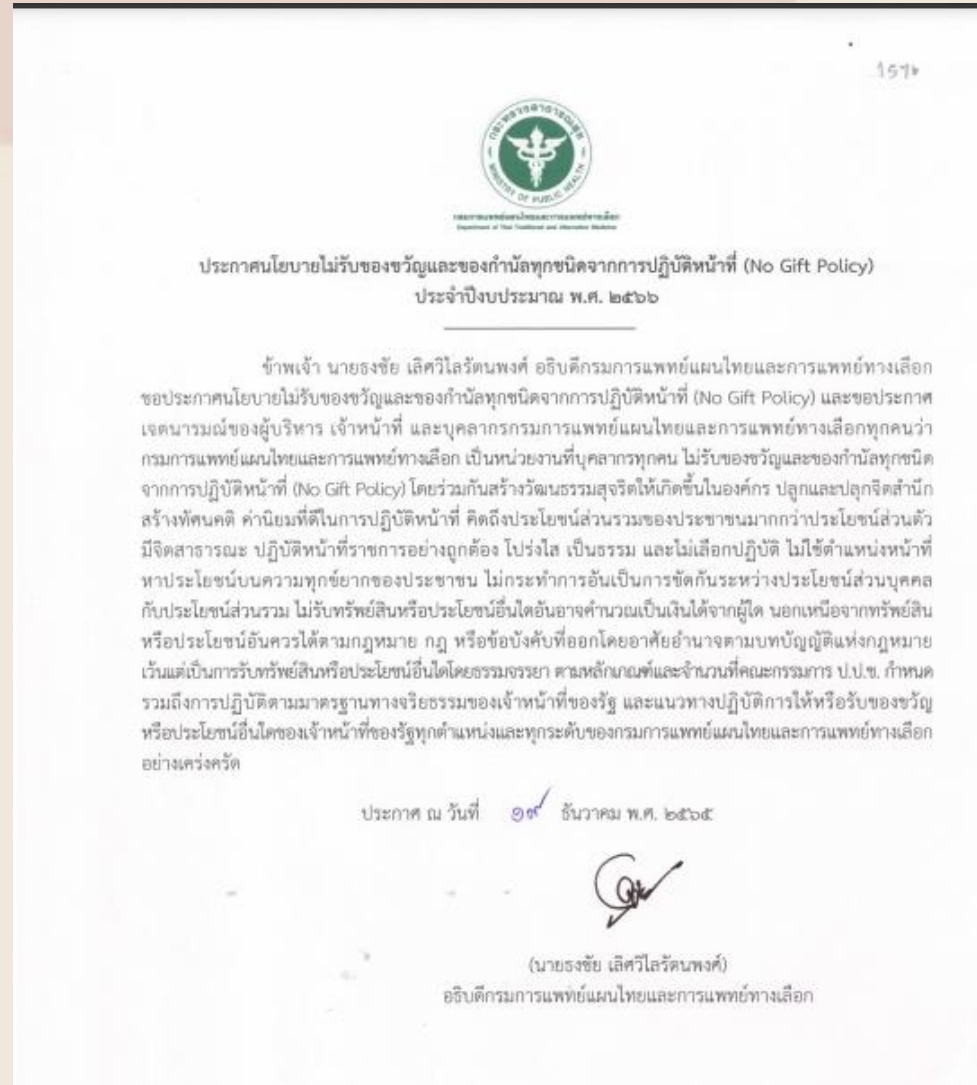 กระทรวงสาธารณสุข
MINISTRY OF PUBLIC HEALTH
กรมการแพทย์แผนไทยและการแพทย์ทางเลือก
Department of Thai Traditional and Alternative Medicine
ประกาศนโยบายไม่รับของขวัญและของกำนัลทุกชนิดจากการปฏิบัติหน้าที่ (No Gift Policy)
ประจำปีงบประมาณ พ.ศ. ๒๕๖๖
ข้าพเจ้า นายธงชัย เลิศวิไลรัตนพงศ์ อธิบดีกรมการแพทย์แผนไทยและการแพทย์ทางเลือก
ขอประกาศนโยบายไม่รับของขวัญและของกำนัลทุกชนิดจากการปฏิบัติหน้าที่ (No Gift Policy) และขอประกาศ
เจตนารมณ์ของผู้บริหาร เจ้าหน้าที่ และบุคลากรกรมการแพทย์แผนไทยและการแพทย์ทางเลือกทุกคนว่า
กรมการแพทย์แผนไทยและการแพทย์ทางเลือก เป็นหน่วยงานที่บุคลากรทุกคน ไม่รับของขวัญและของกำนัลทุกชนิด
จากการปฏิบัติหน้าที่ (No Gift Policy) โดยร่วมกันสร้างวัฒนธรรมสุจริตให้เกิดขึ้นในองค์กร ปลูกและปลุกจิตสำนึก
สร้างทัศนคติ ค่านิยมที่ดีในการปฏิบัติหน้าที่ คิดถึงประโยชน์ส่วนรวมของประชาชนมากกว่าประโยชน์ส่วนตัว
มีจิตสาธารณะ ปฏิบัติหน้าที่ราชการอย่างถูกต้อง โปร่งใส เป็นธรรม และไม่เลือกปฏิบัติ ไม่ใช้ตำแหน่งหน้าที่
หาประโยชน์บนความทุกข์ยากของประชาชน ไม่กระทำการอันเป็นการขัดกันระหว่างประโยชน์ส่วนบุคคล
กับประโยชน์ส่วนรวม ไม่รับทรัพย์สินหรือประโยชน์อื่นใดอันอาจคำนวณเป็นเงินได้จากผู้ใด นอกเหนือจากทรัพย์สิน
หรือประโยชน์อันควรได้ตามกฎหมาย กฎ หรือข้อบังคับที่ออกโดยอาศัยอำนาจตามบทบัญญัติแห่งกฎหมาย
เว้นแต่เป็นการรับทรัพย์สินหรือประโยชน์อื่นใดโดยธรรมจรรยา ตามหลักเกณฑ์และจำนวนที่คณะกรรมการ ป.ป.ช. กำหนด
รวมถึงการปฏิบัติตามมาตรฐานทางจริยธรรมของเจ้าหน้าที่ของรัฐ และแนวทางปฏิบัติการให้หรือรับของขวัญ
หรือประโยชน์อื่นใดของเจ้าหน้าที่ของรัฐทุกตำแหน่งและทุกระดับของกรมการแพทย์แผนไทยและการแพทย์ทางเลือก
อย่างเคร่งครัด
ประกาศ ณ วันที่ ๑๙ ธันวาคม พ.ศ. ๒๕๖๕
(นายธงชัย เลิศวิไลรัตนพงศ์)
อธิบดีกรมการแพทย์แผนไทยและการแพทย์ทางเลือก